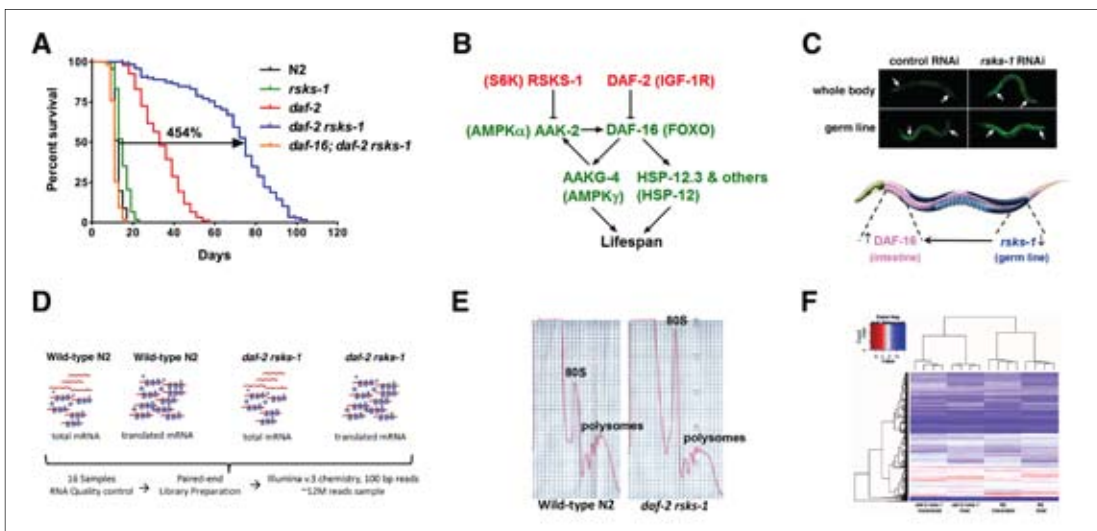 A
Percent survival
100
75
50
25
0
454%
N2
rsks-1
daf-2
daf-2 rsks-1
daf-16; daf-2 rsks-1
0 20 40 60 80 100 120
Days
B
(S6K) RSKS-1 DAF-2 (IGF-1R)
(AMPKα) AAK-2 DAF-16 (FOXO)
AAKG-4 HSP-12.3 & others
(AMPKγ) (HSP-12)
Lifespan
C
control RNAi rsks-1 RNAi
whole body
germ line
DAF-16 rsks-1
(intestine) (germ line)
D
Wild-type N2 Wild-type N2 daf-2 rsks-1 daf-2 rsks-1
total mRNA translated mRNA total mRNA translated mRNA
16 Samples Paired-end Illumina v.3 chemistry, 100 bp reads
RNA Quality control Library Preparation ~12M reads sample
E
80S
80S
polysomes
polysomes
Wild-type N2 daf-2 rsks-1
F